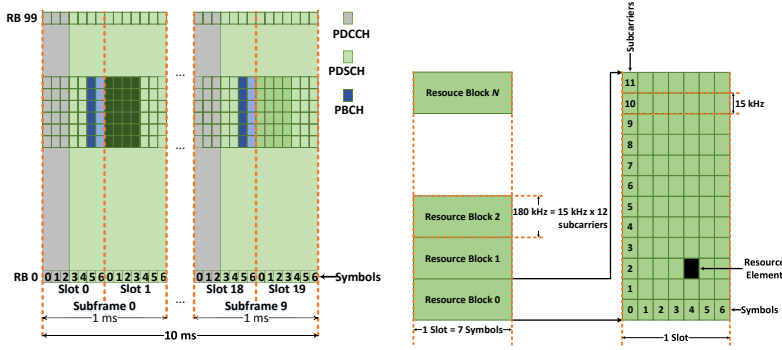 RB 99
PDCCH
PDSCH
PBCH
...
...
RB 0
0 1 2 3 4 5 6 0 1 2 3 4 5 6
0 1 2 3 4 5 6 0 1 2 3 4 5 6
Symbols
Slot 0
Slot 1
Slot 18
Slot 19
Subframe 0
...
Subframe 9
1 ms
1 ms
10 ms
Resouce Block N
Resource Block 2
Resource Block 1
Resource Block 0
180 kHz = 15 kHz x 12
subcarriers
1 Slot = 7 Symbols
Subcarriers
11
10
9
8
7
6
5
4
3
2
1
0 0 1 2 3 4 5 6
15 kHz
Resource
Element
Symbols
1 Slot